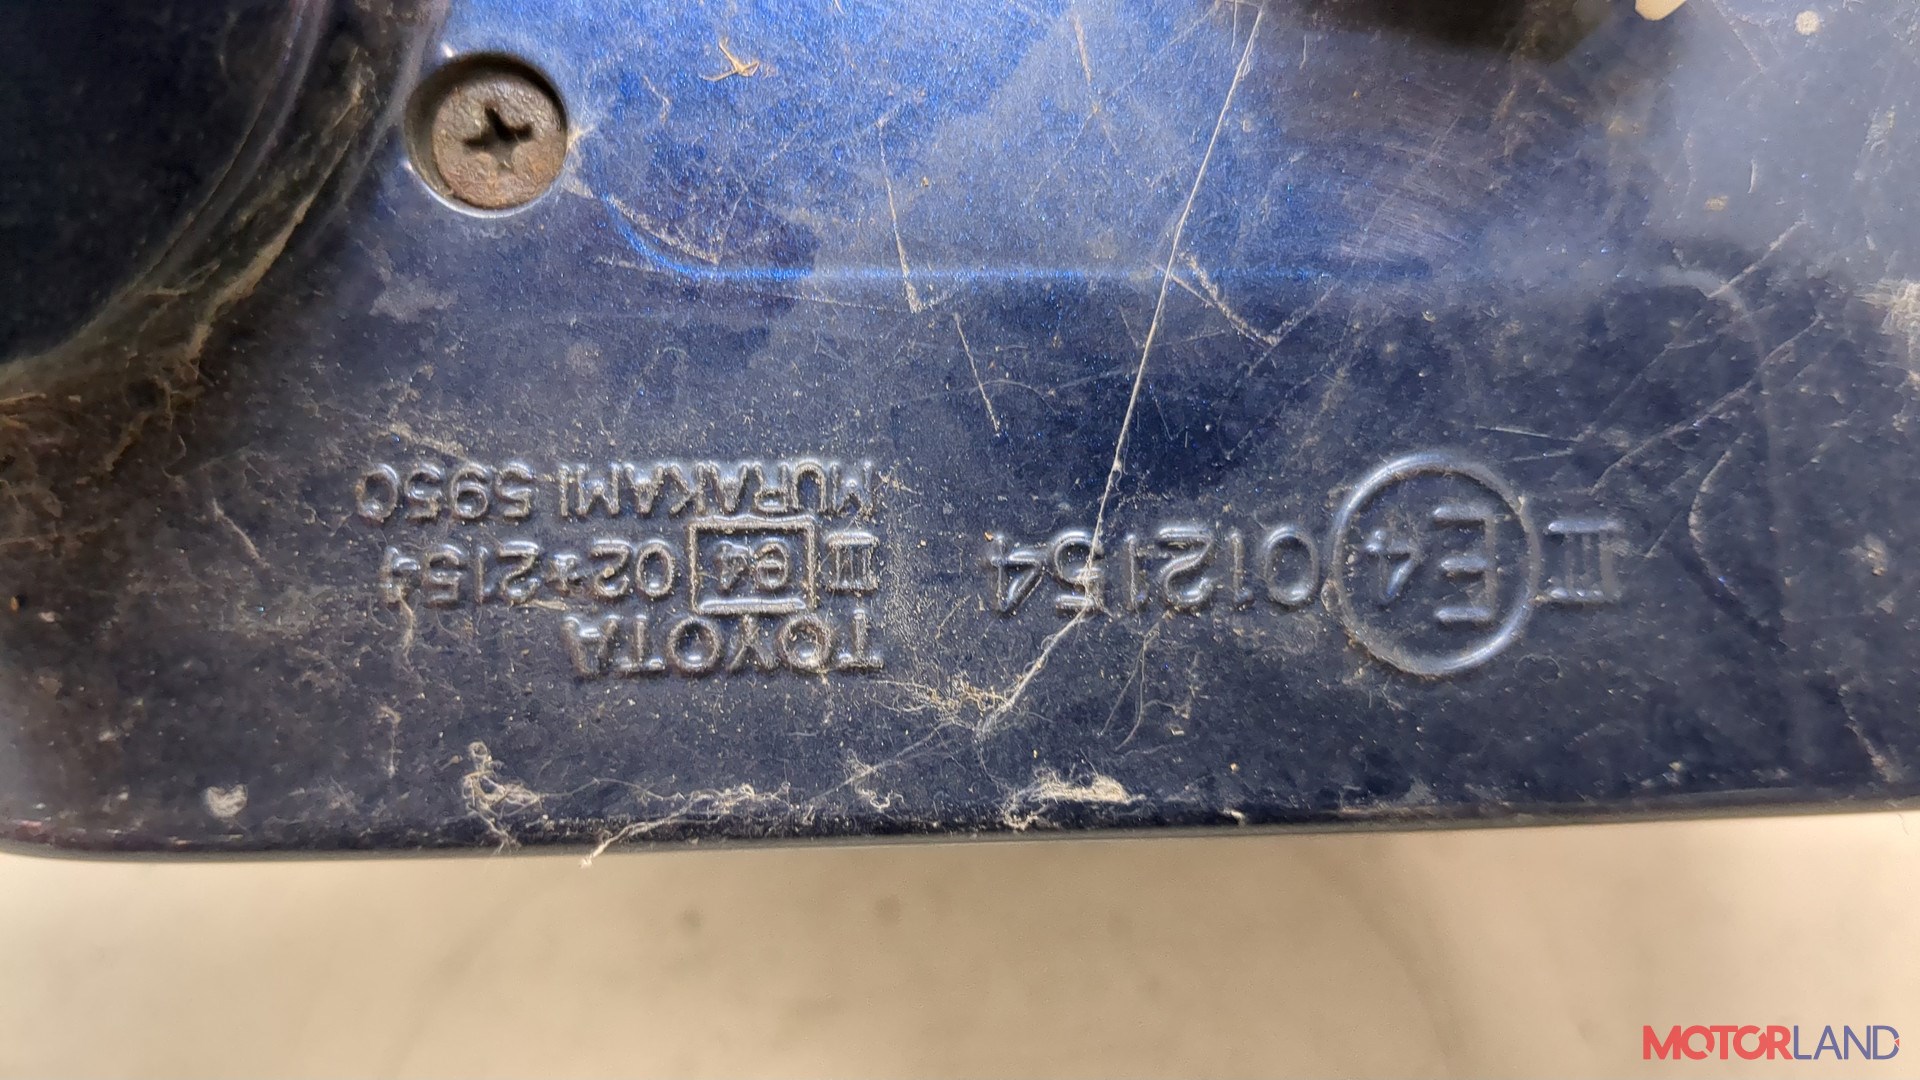 III E4 012154
TOYOTA
III e4 02*2154
MURAKAMI 5950
MOTORLAND